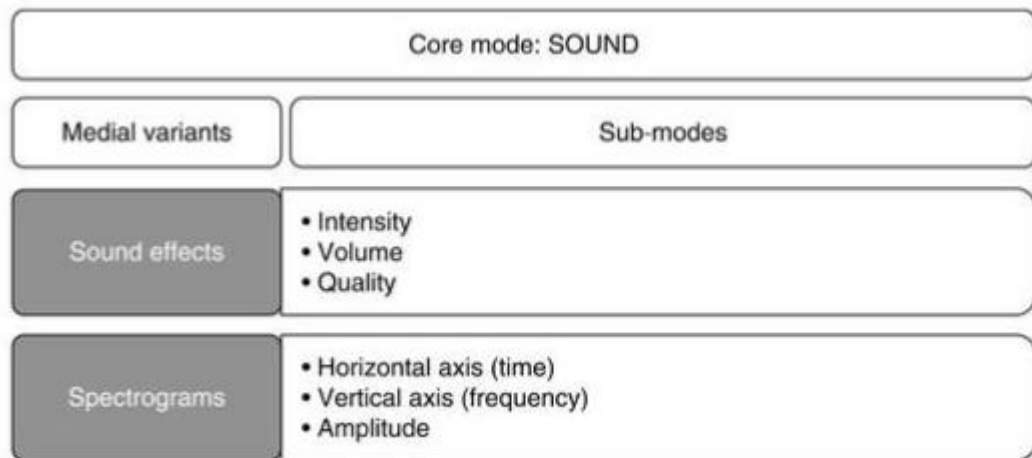 Core mode: SOUND
Medial variants
Sub-modes
Sound effects
• Intensity
• Volume
• Quality
Spectrograms
• Horizontal axis (time)
• Vertical axis (frequency)
• Amplitude